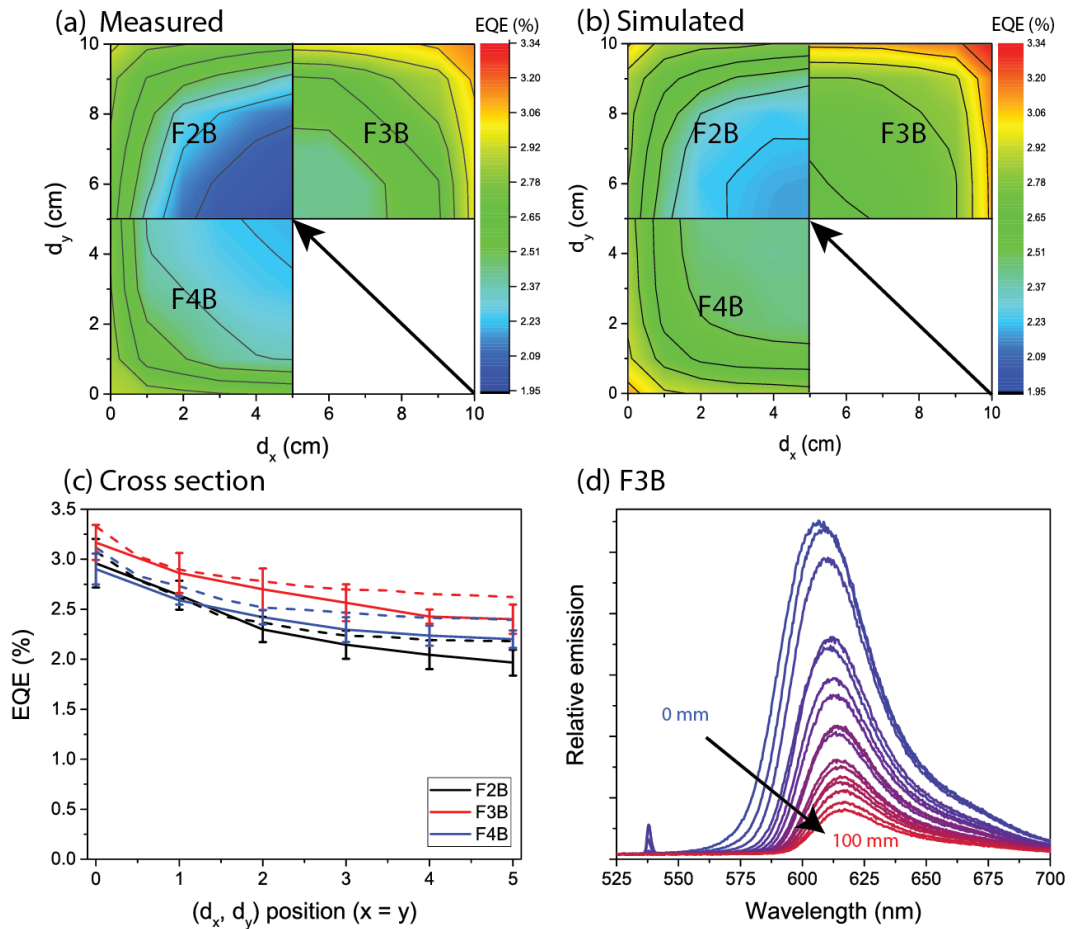 (a) Measured
EQE (%)
10
8
6
4
2
0
d_y (cm)
F2B
F3B
F4B
0 2 4 6 8 10
d_x (cm)
3.34
3.20
3.06
2.92
2.78
2.65
2.51
2.37
2.23
2.09
1.95
(b) Simulated
EQE (%)
10
8
6
4
2
0
d_y (cm)
F2B
F3B
F4B
0 2 4 6 8 10
d_x (cm)
3.34
3.20
3.06
2.92
2.78
2.65
2.51
2.37
2.23
2.09
1.95
(c) Cross section
3.5
3.0
2.5
2.0
1.5
1.0
0.5
0.0
EQE (%)
F2B
F3B
F4B
0 1 2 3 4 5
(d_x, d_y) position (x = y)
(d) F3B
Relative emission
0 mm
100 mm
525 550 575 600 625 650 675 700
Wavelength (nm)